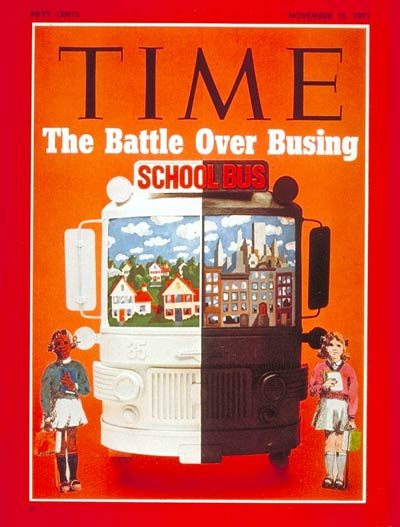 FIFTY CENTS
NOVEMBER 15, 1971
TIME
The Battle Over Busing
SCHOOL BUS
35